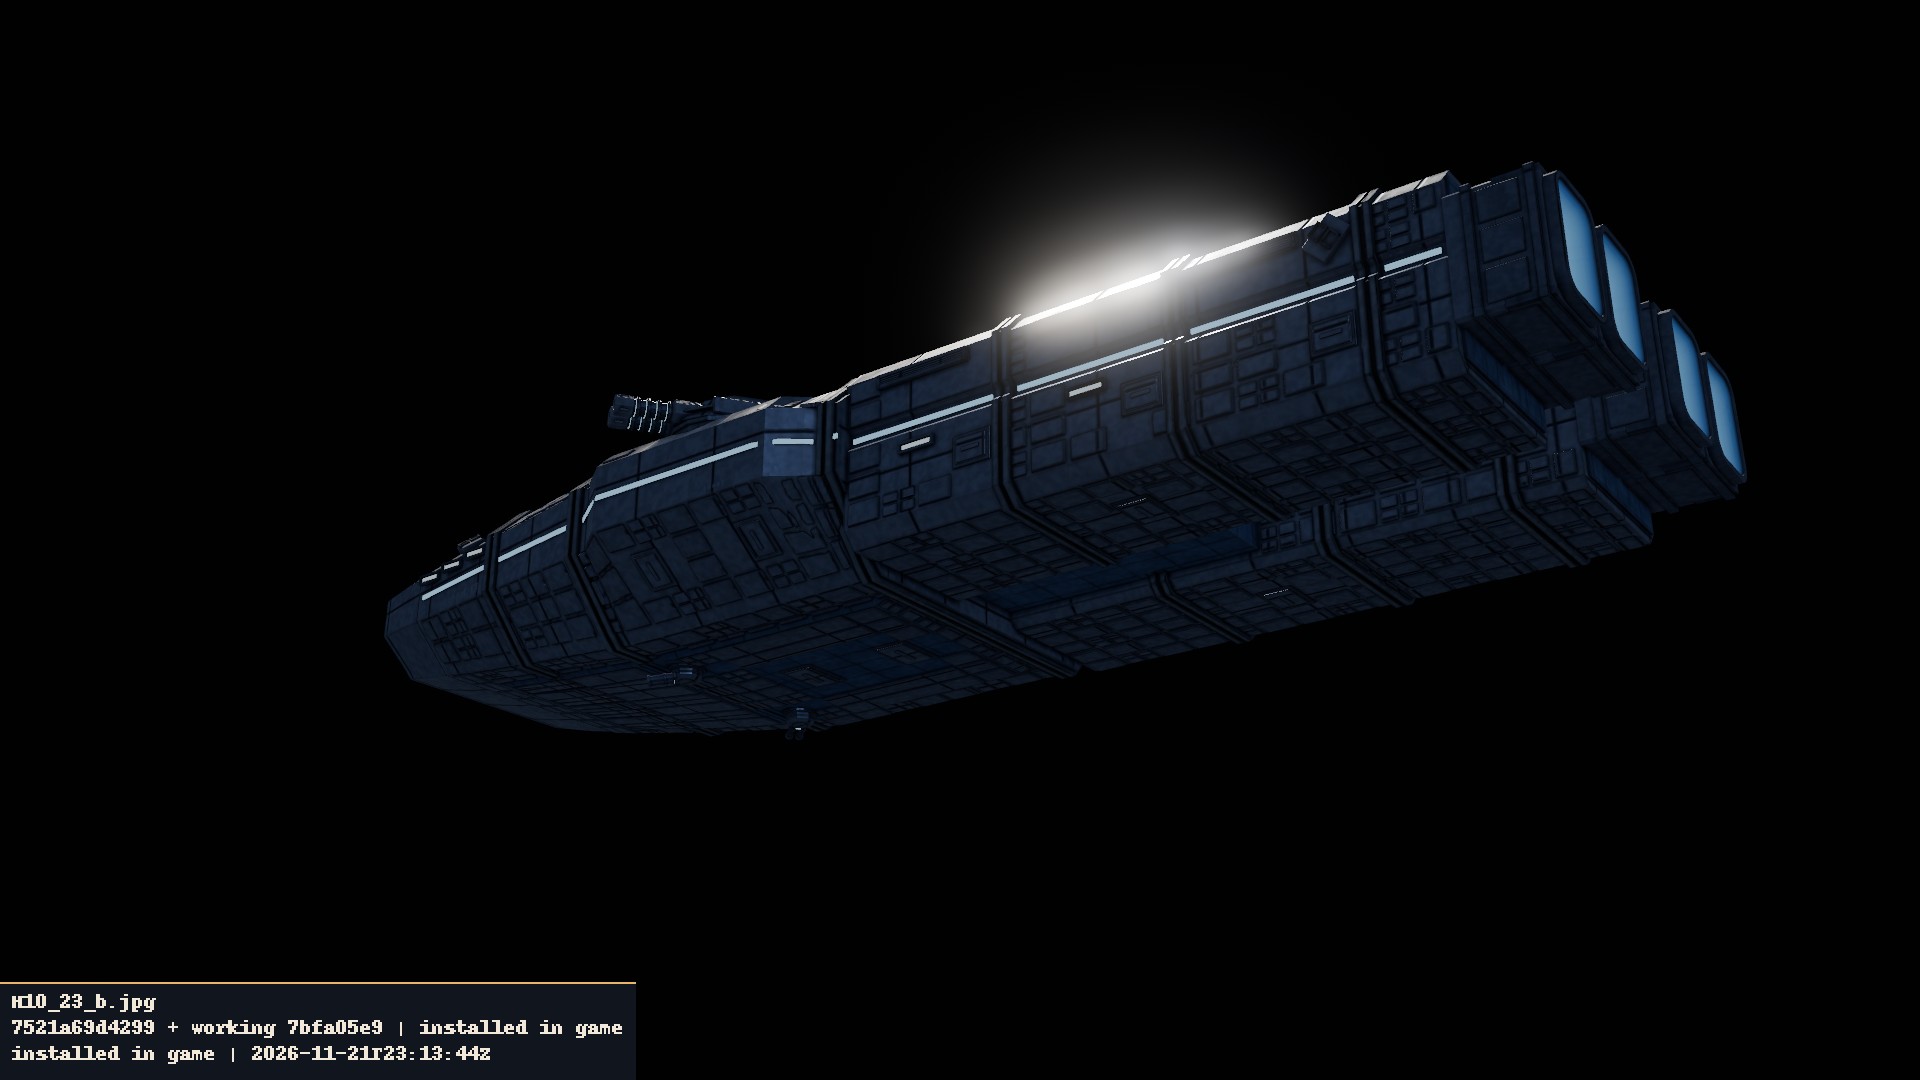 H10_23_b.jpg
7521a69d4299 + working 7bfa05e9 | installed in game
installed in game | 2026-11-21T23:13:44Z